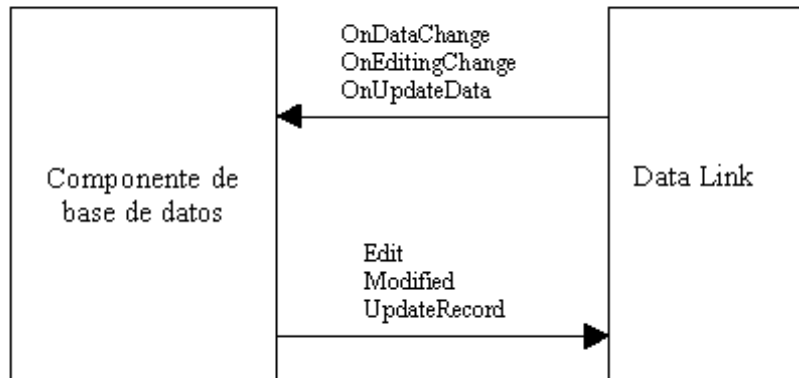 OnDataChange
OnEditingChange
OnUpdateData
Componente de
base de datos
Data Link
Edit
Modified
UpdateRecord